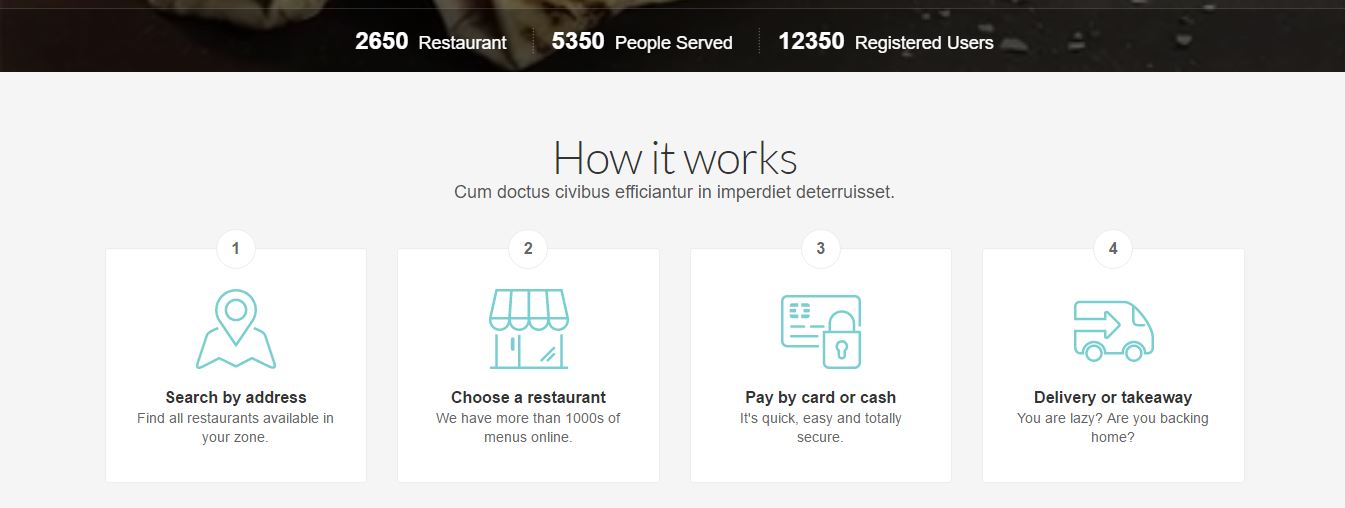 2650 Restaurant 5350 People Served 12350 Registered Users
How it works
Cum doctus civibus efficiantur in imperdiet deterruisset.
1
Search by address
Find all restaurants available in
your zone.
2
Choose a restaurant
We have more than 1000s of
menus online.
3
Pay by card or cash
It's quick, easy and totally
secure.
4
Delivery or takeaway
You are lazy? Are you backing
home?